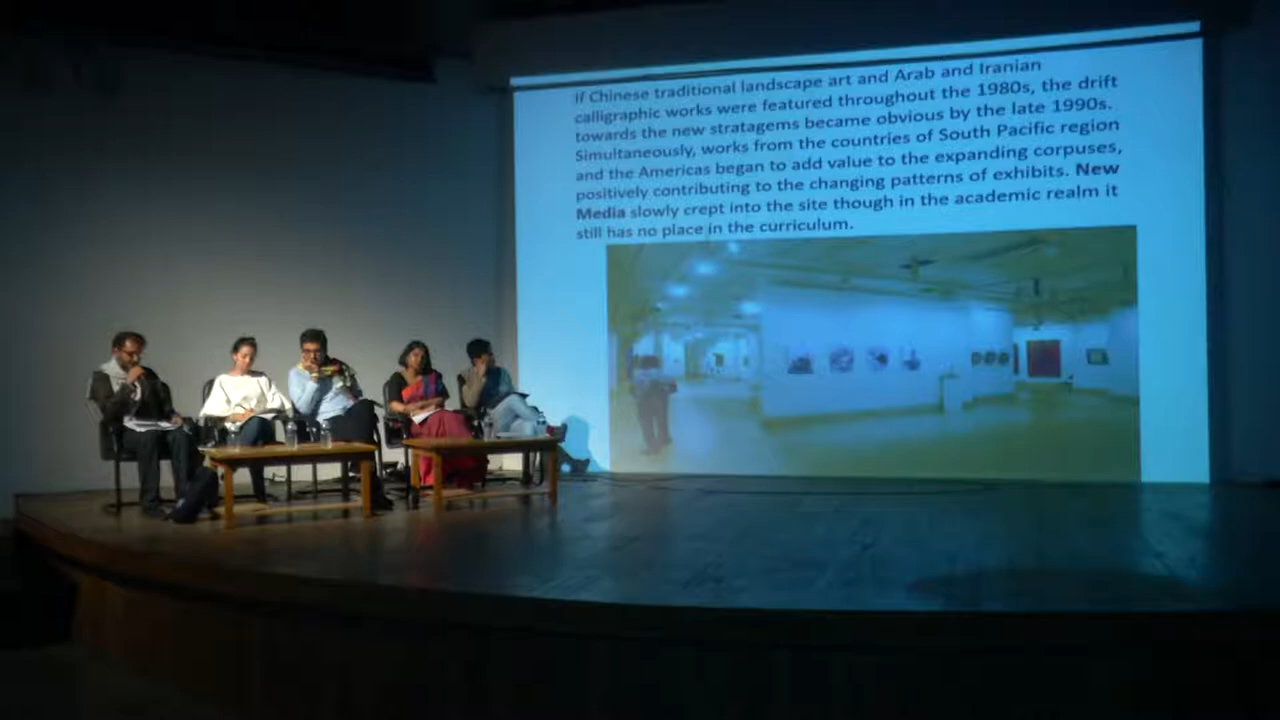 if Chinese traditional landscape art and Arab and Iranian
calligraphic works were featured throughout the 1980s, the drift
towards the new stratagems became obvious by the late 1990s.
Simultaneously, works from the countries of South Pacific region
and the Americas began to add value to the expanding corpuses,
positively contributing to the changing patterns of exhibits. New
Media slowly crept into the site though in the academic realm it
still has no place in the curriculum.